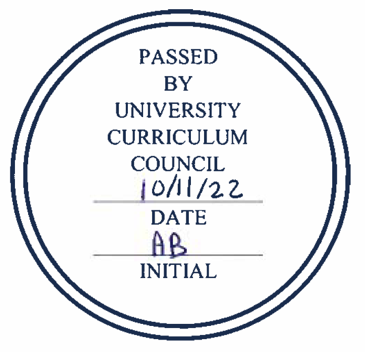 PASSED
BY
UNIVERSITY
CURRICULUM
COUNCIL
10/11/22
DATE
AB
INITIAL